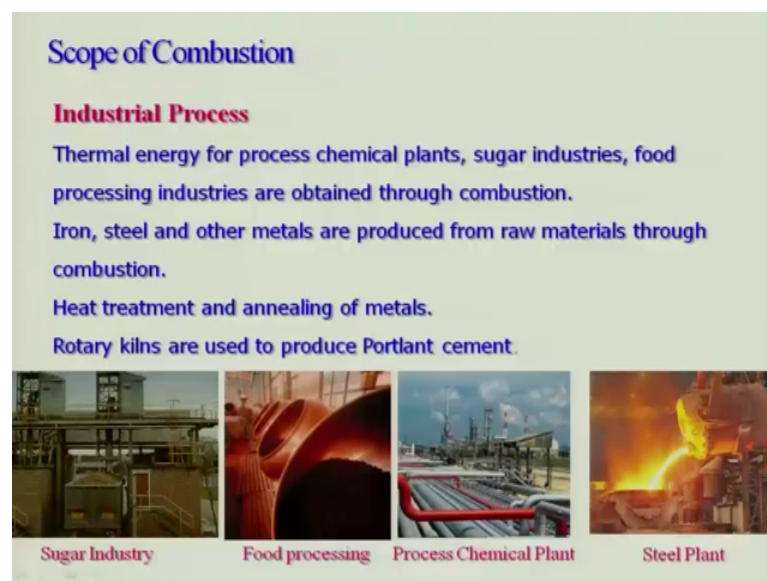 Scope of Combustion
Industrial Process
Thermal energy for process chemical plants, sugar industries, food
processing industries are obtained through combustion.
Iron, steel and other metals are produced from raw materials through
combustion.
Heat treatment and annealing of metals.
Rotary kilns are used to produce Portlant cement.
Sugar Industry
Food processing
Process Chemical Plant
Steel Plant